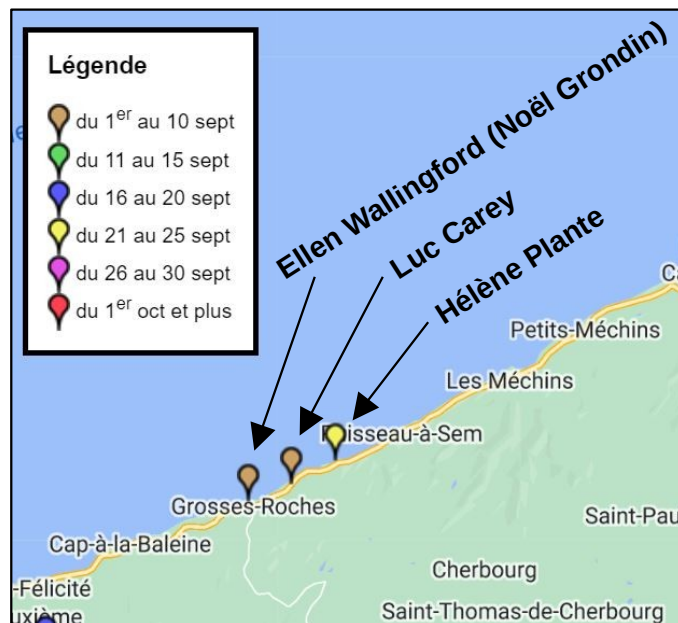 Légende
du 1er au 10 sept
du 11 au 15 sept
du 16 au 20 sept
du 21 au 25 sept
du 26 au 30 sept
du 1er oct et plus
Ellen Wallingford (Noël Grondin)
Luc Carey
Hélène Plante
Ca
Petits-Méchins
Les Méchins
Ruisseau-à-Sem
Grosses-Roches
Saint-Pau
Cap-à-la-Baleine
Cherbourg
-Félicité
Saint-Thomas-de-Cherbourg
uxième